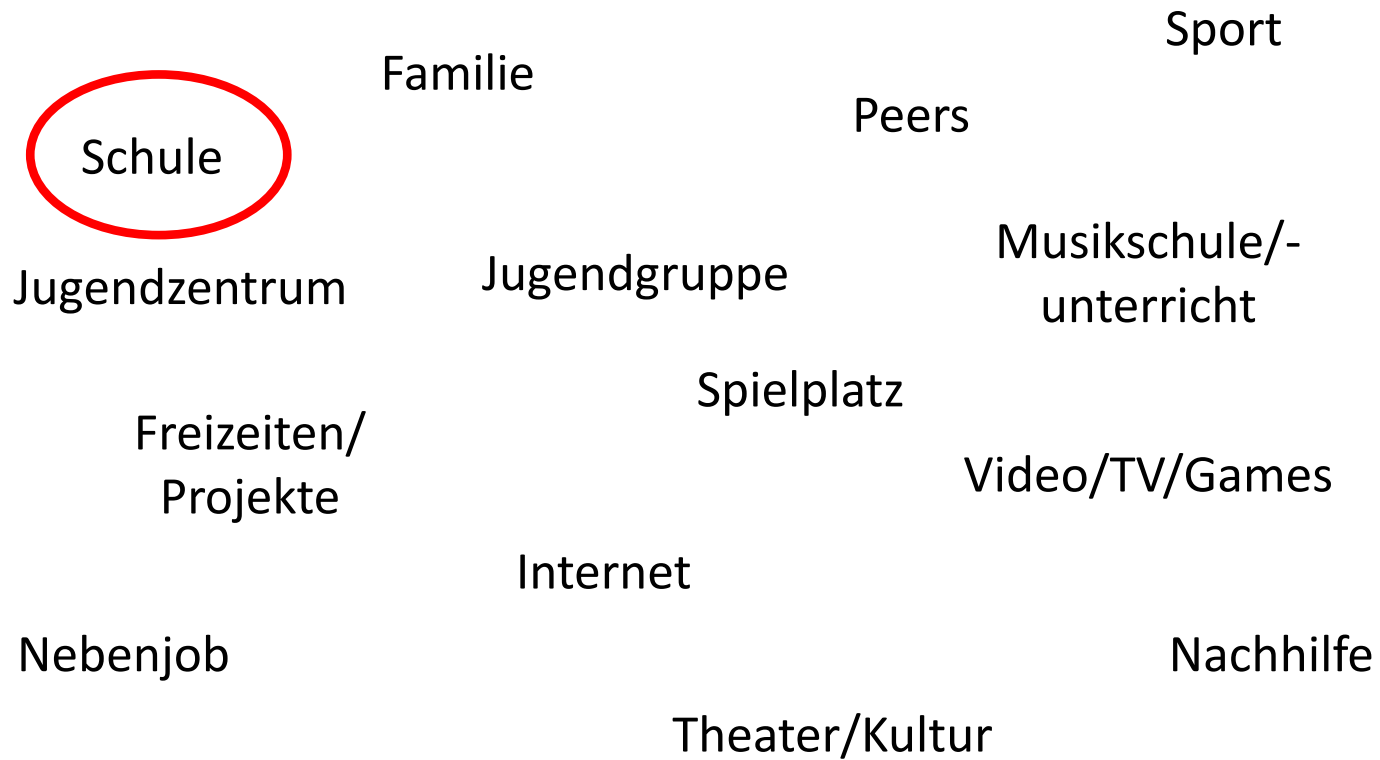 Sport
Familie
Peers
Schule
Musikschule/-
unterricht
Jugendgruppe
Jugendzentrum
Spielplatz
Freizeiten/
Projekte
Video/TV/Games
Internet
Nebenjob
Nachhilfe
Theater/Kultur